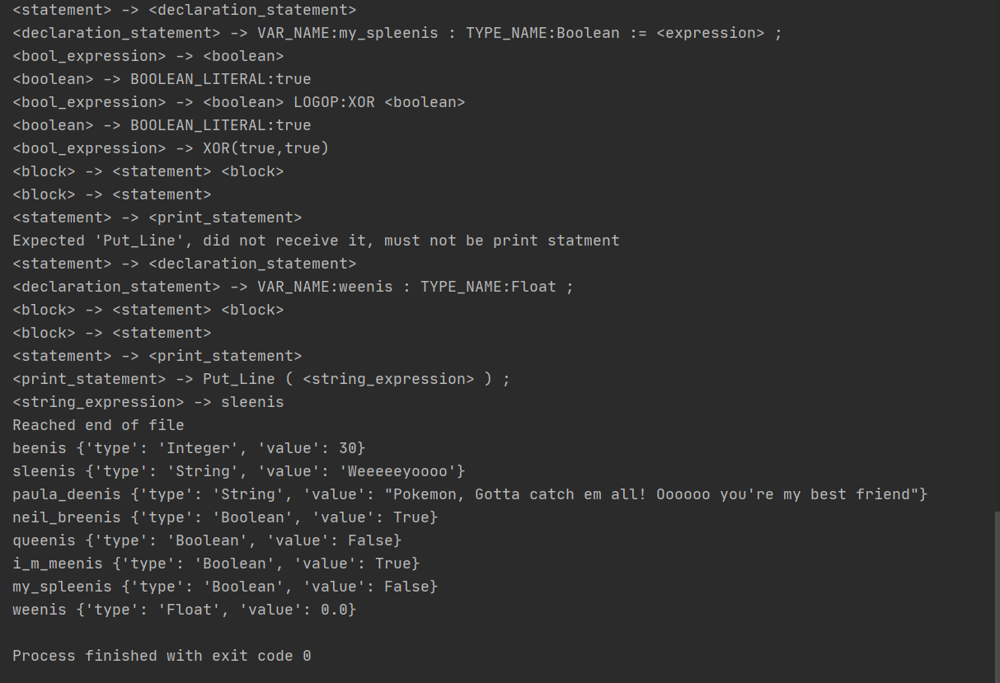 <statement> -> <declaration_statement>
<declaration_statement> -> VAR_NAME:my_spleenis : TYPE_NAME:Boolean := <expression> ;
<bool_expression> -> <boolean>
<boolean> -> BOOLEAN_LITERAL:true
<bool_expression> -> <boolean> LOGOP:XOR <boolean>
<boolean> -> BOOLEAN_LITERAL:true
<bool_expression> -> XOR(true,true)
<block> -> <statement> <block>
<block> -> <statement>
<statement> -> <print_statement>
Expected 'Put_Line', did not receive it, must not be print statment
<statement> -> <declaration_statement>
<declaration_statement> -> VAR_NAME:weenis : TYPE_NAME:Float ;
<block> -> <statement> <block>
<block> -> <statement>
<statement> -> <print_statement>
<print_statement> -> Put_Line ( <string_expression> ) ;
<string_expression> -> sleenis
Reached end of file
beenis {'type': 'Integer', 'value': 30}
sleenis {'type': 'String', 'value': 'Weeeeeyoooo'}
paula_deenis {'type': 'String', 'value': "Pokemon, Gotta catch em all! Oooooo you're my best friend"}
neil_breenis {'type': 'Boolean', 'value': True}
queenis {'type': 'Boolean', 'value': False}
i_m_meenis {'type': 'Boolean', 'value': True}
my_spleenis {'type': 'Boolean', 'value': False}
weenis {'type': 'Float', 'value': 0.0}
Process finished with exit code 0